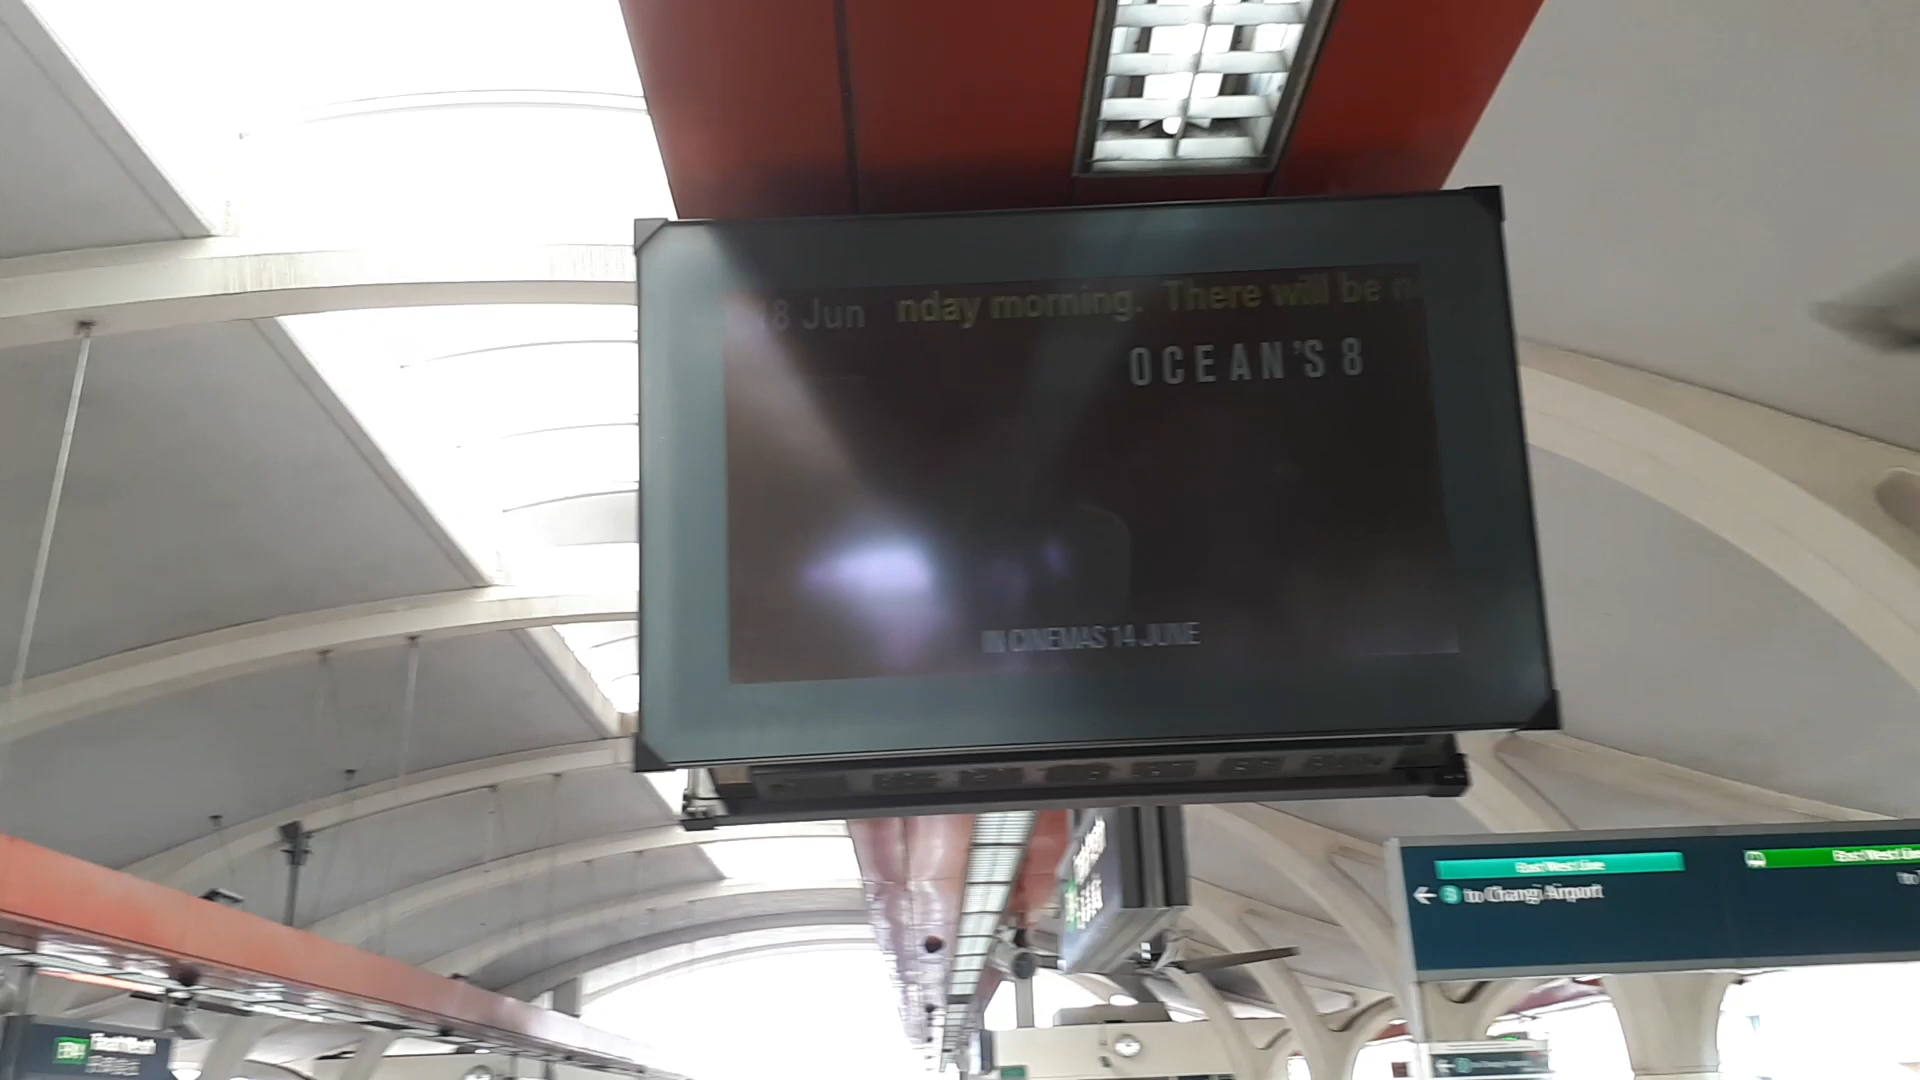 8 Jun nday morning. There will be n
OCEAN'S 8
IN CINEMAS 14 JUNE
East West Line
East West Line
← B to Changi Airport
to